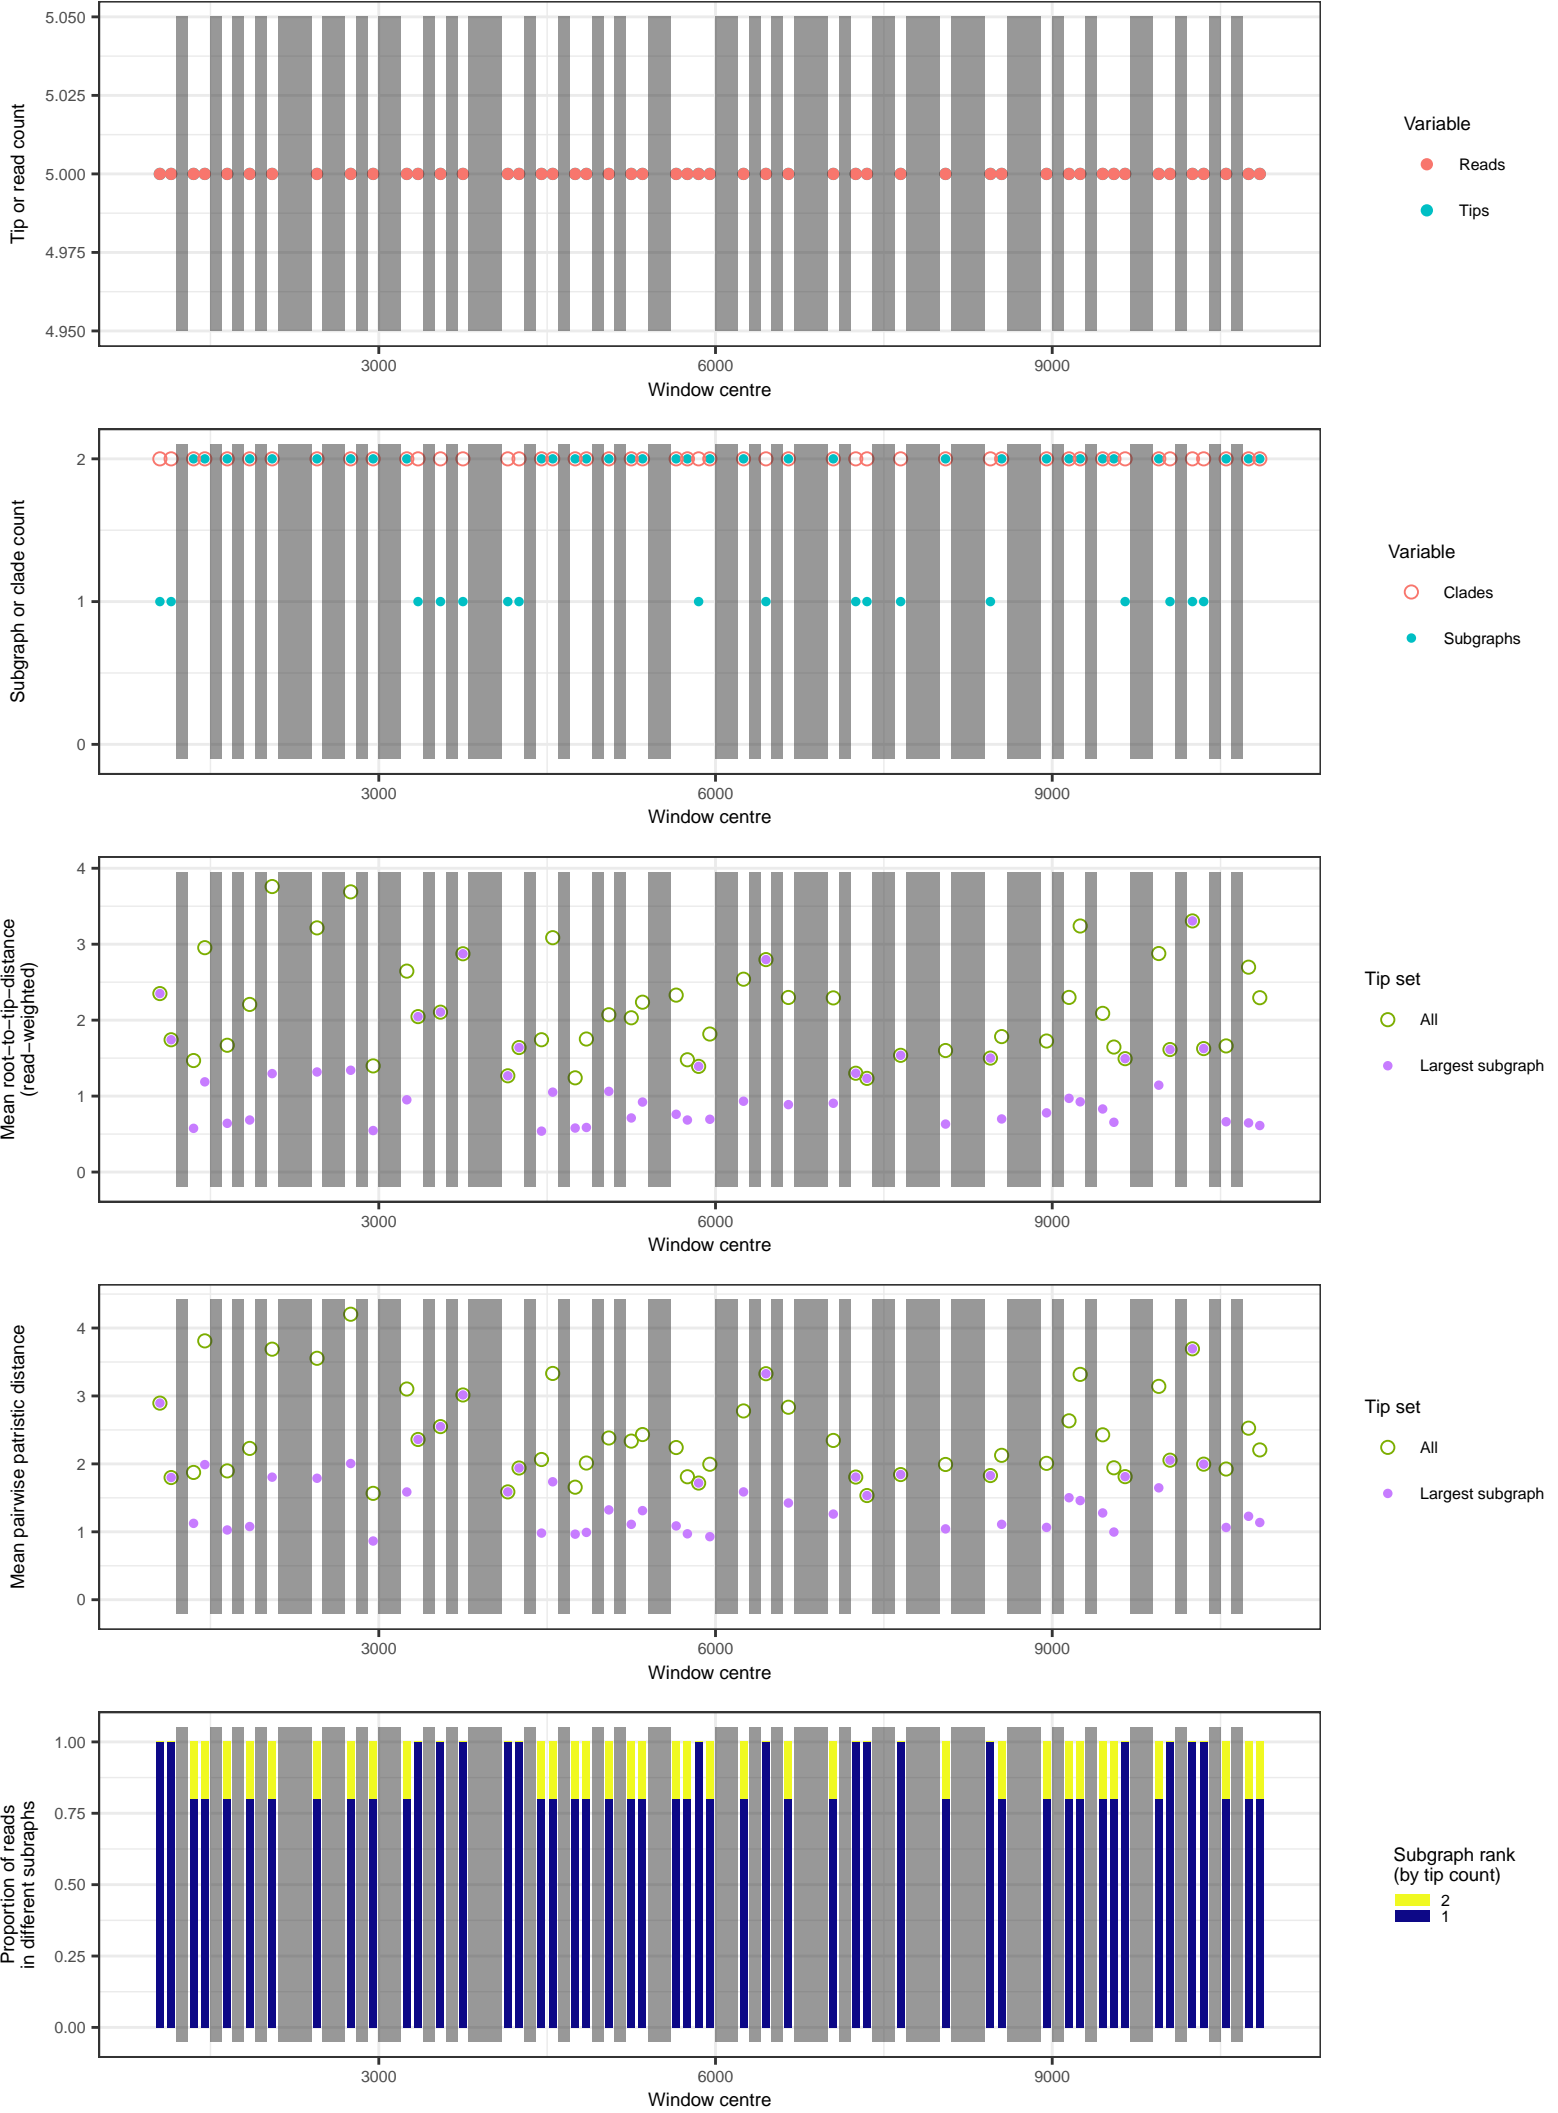 5.050
5.025
5.000
4.975
4.950
Tip or read count
3000
6000
9000
Window centre
Variable
Reads
Tips
2
1
0
Subgraph or clade count
3000
6000
9000
Window centre
Variable
Clades
Subgraphs
4
3
2
1
0
Mean root−to−tip−distance
(read−weighted)
3000
6000
9000
Window centre
Tip set
All
Largest subgraph
4
3
2
1
0
Mean pairwise patristic distance
3000
6000
9000
Window centre
Tip set
All
Largest subgraph
1.00
0.75
0.50
0.25
0.00
Proportion of reads
in different subraphs
3000
6000
9000
Window centre
Subgraph rank
(by tip count)
2
1